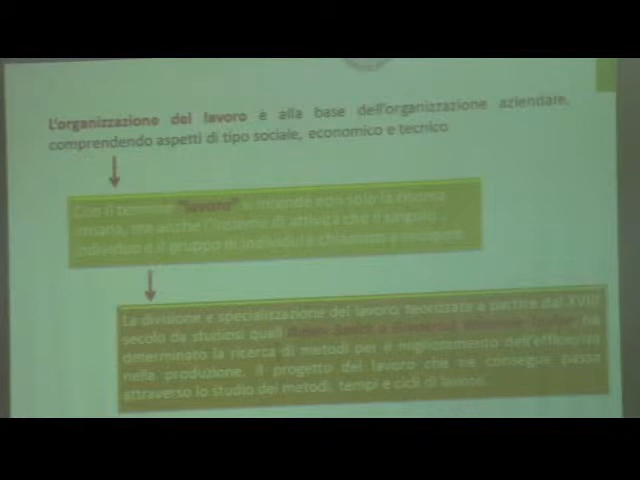 L'organizzazione del lavoro è alla base dell'organizzazione aziendale,
comprendendo aspetti di tipo sociale, economico e tecnico
Con il termine "lavoro" si intende non solo la risorsa
umana, ma anche l'insieme di attività che il singolo
individuo o il gruppo di individui è chiamato a svolgere
La divisione e specializzazione del lavoro, teorizzata a partire dal XVIII
secolo da studiosi quali ha
determinato la ricerca di metodi per il miglioramento dell'efficienza
nella produzione. Il progetto del lavoro che ne consegue passa
attraverso lo studio dei metodi, tempi e cicli di lavoro.